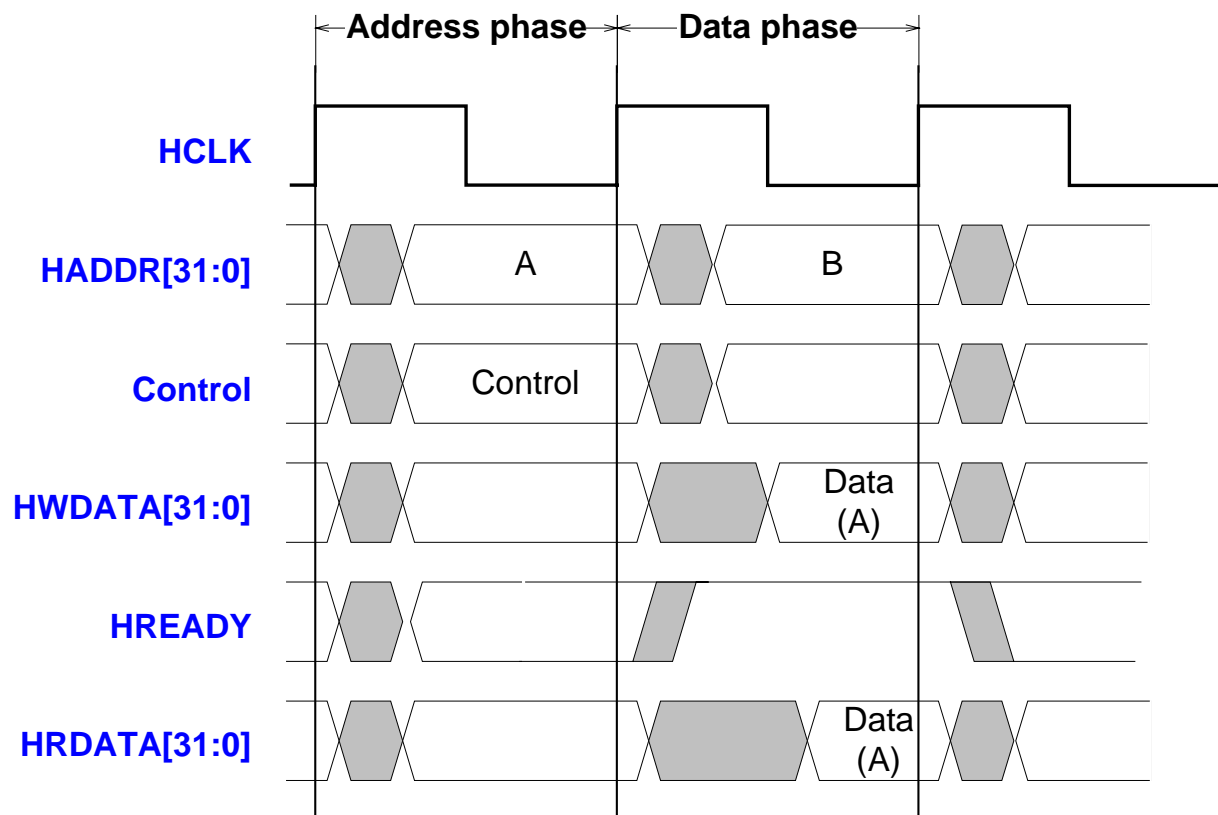 Address phase
Data phase
HCLK
HADDR[31:0]
A
B
Control
Control
HWDATA[31:0]
Data
(A)
HREADY
HRDATA[31:0]
Data
(A)